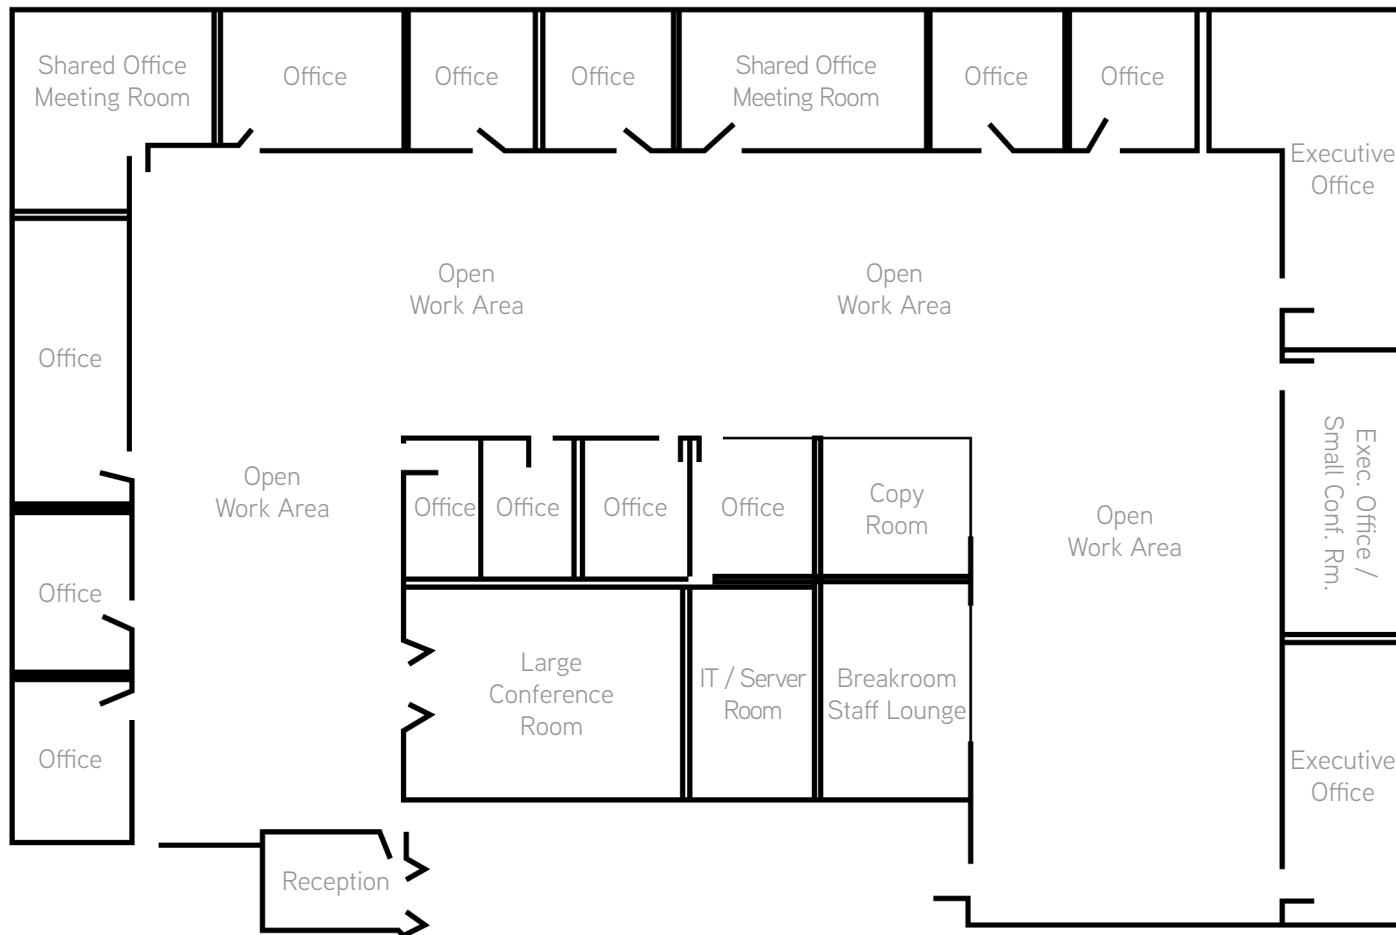 Shared Office
Meeting Room
Office
Office
Office
Shared Office
Meeting Room
Office
Office
Executive
Office
Open
Work Area
Open
Work Area
Office
Open
Work Area
Office
Office
Office
Office
Copy
Room
Open
Work Area
Exec. Office /
Small Conf. Rm.
Office
Large
Conference
Room
IT / Server
Room
Breakroom
Staff Lounge
Office
Executive
Office
Reception